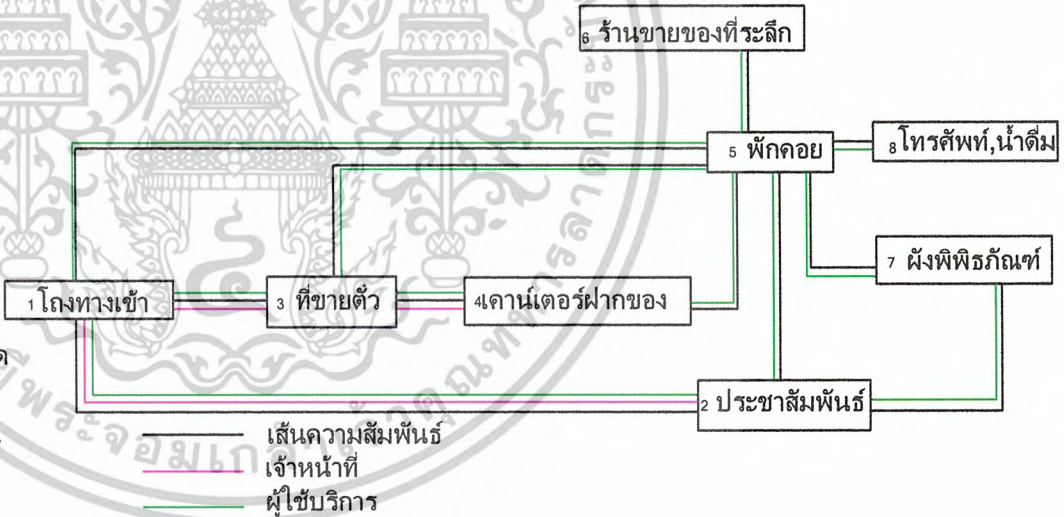 6 ร้านขายของที่ระลึก
5 พักคอย
8 โทรศัพท์,น้ำดื่ม
7 ผังพิพิธภัณฑ์
1 โถงทางเข้า
3 ที่ขายตั๋ว
4 เคาน์เตอร์ฝากของ
2 ประชาสัมพันธ์
เส้นความสัมพันธ์
เจ้าหน้าที่
ผู้ใช้บริการ